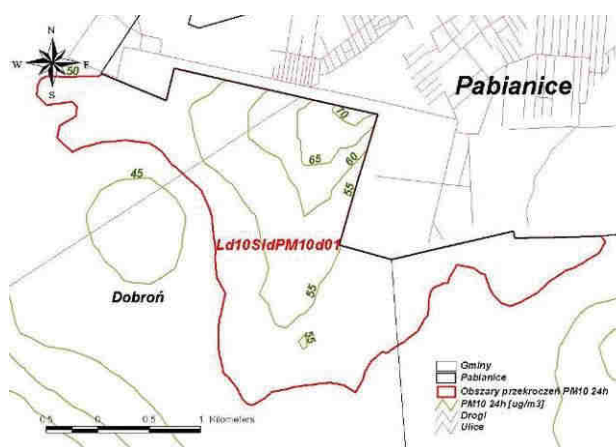 N
W E
S
50
Pabianice
70
65
60
55
45
Ld10SldPM10d01
Dobroń
55
55
Gminy
Pabianice
Obszary przekroczeń PM10 24h
PM10 24h [ug/m3]
Drogi
Ulice
0.5 0 0.5 1 Kilometers